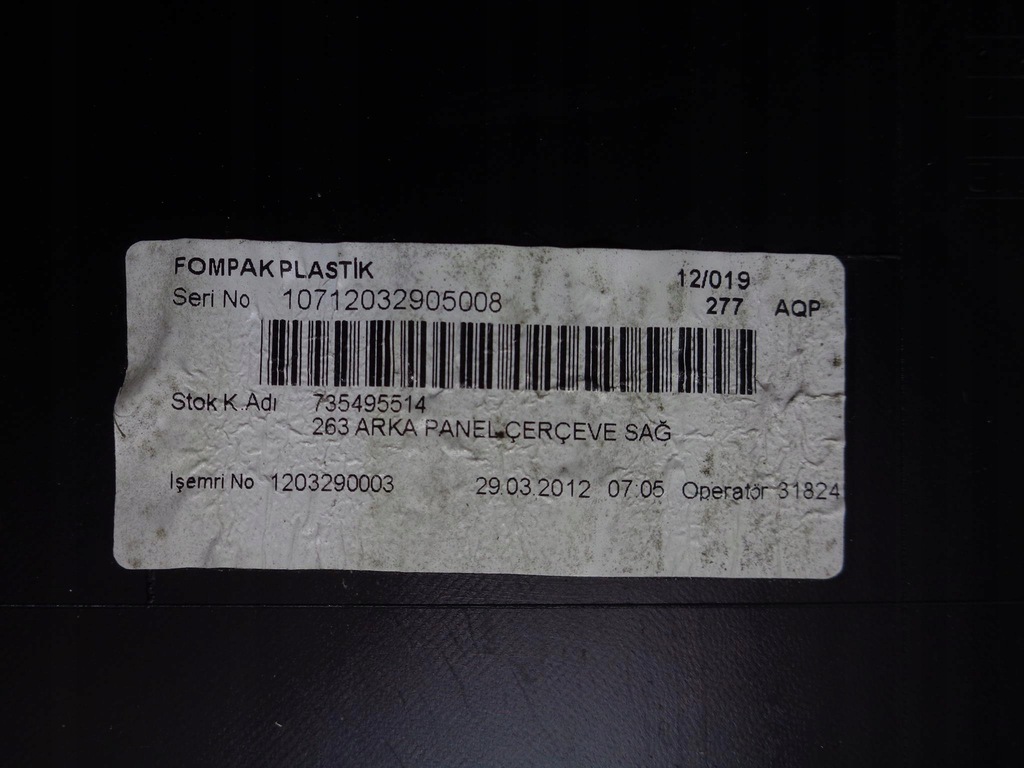 FOMPAK PLASTİK 12/019
Seri No 10712032905008 277 AQP
Stok K.Adı 735495514
263 ARKA PANEL ÇERÇEVE SAĞ
İşemri No 1203290003 29.03.2012 07:05 Operatör 31824